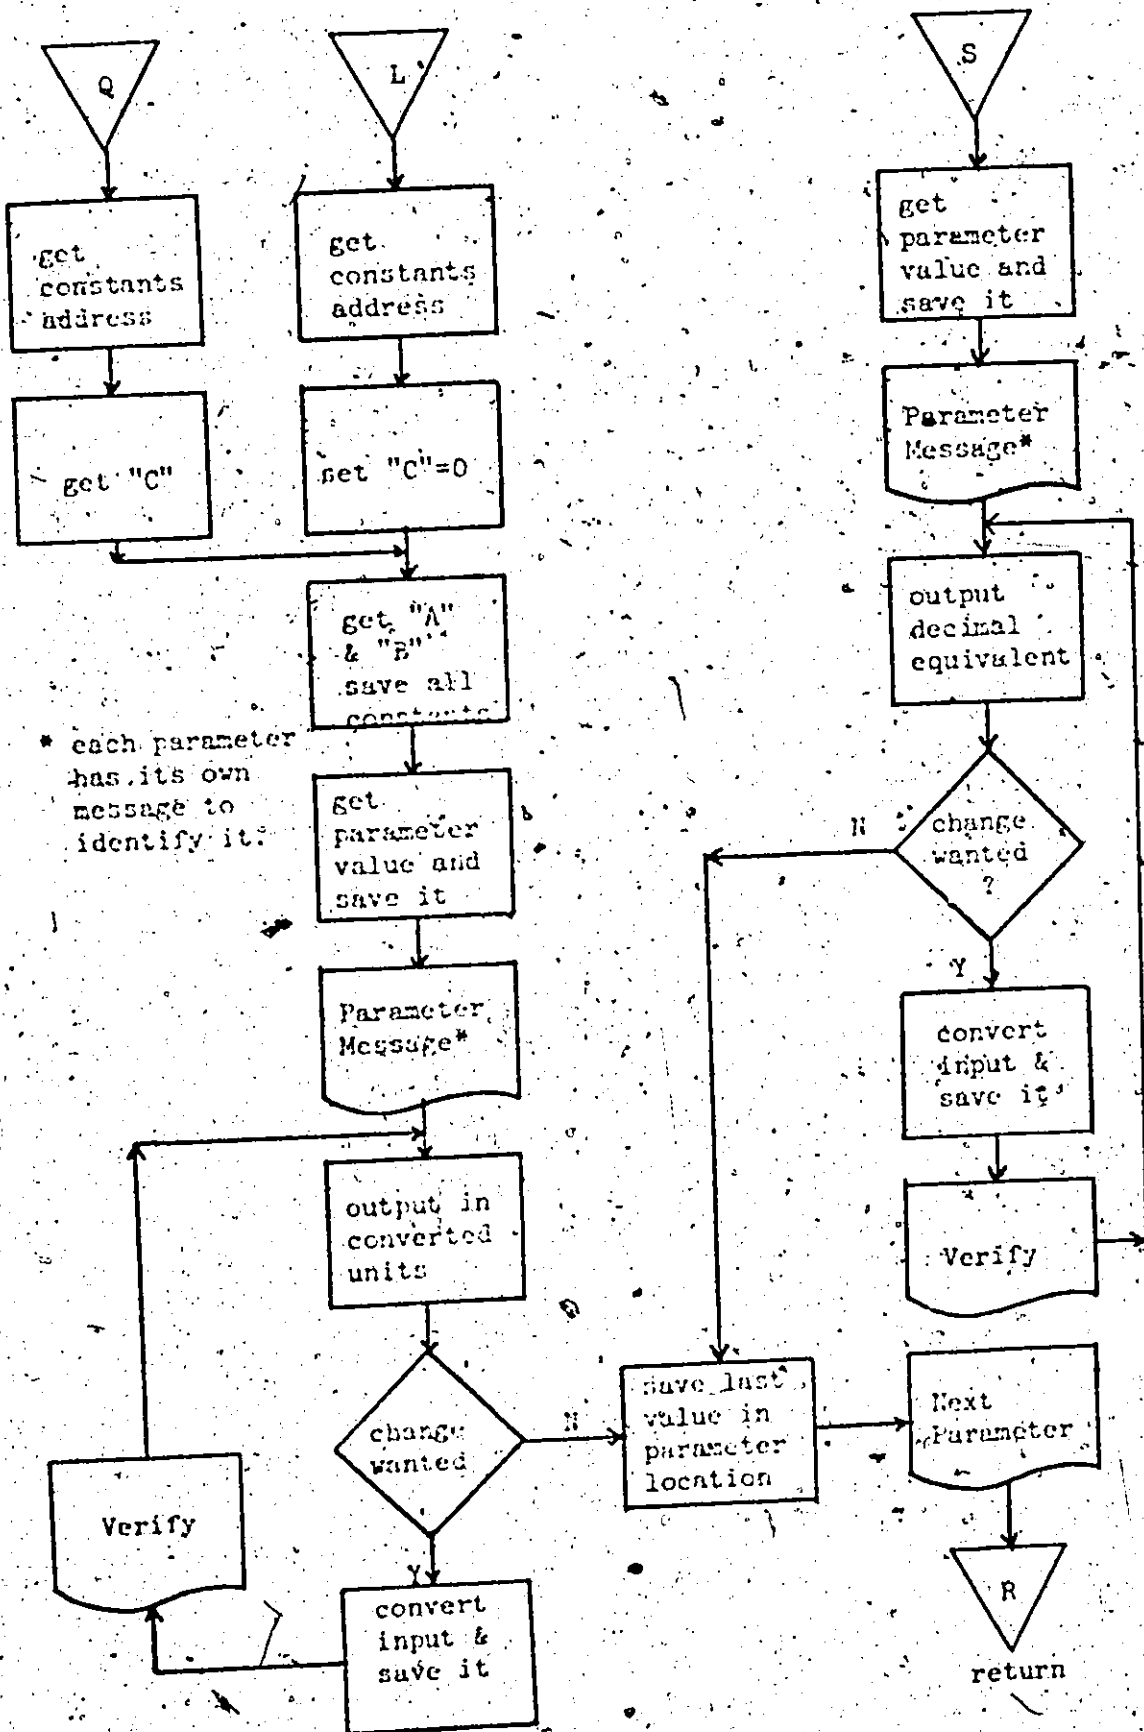 Q
get
constants
address
get "C"
L
get
constants
address
set "C"=0
get "A"
& "B"
save all
constants
* each parameter
has its own
message to
identify it.
get
parameter
value and
save it
Parameter
Message*
output in
converted
units
change
wanted
N
Y
convert
input &
save it
Verify
S
get
parameter
value and
save it
Parameter
Message*
output
decimal
equivalent
change
wanted
?
N
Y
convert
input &
save it
Verify
save last
value in
parameter
location
Next
Parameter
R
return